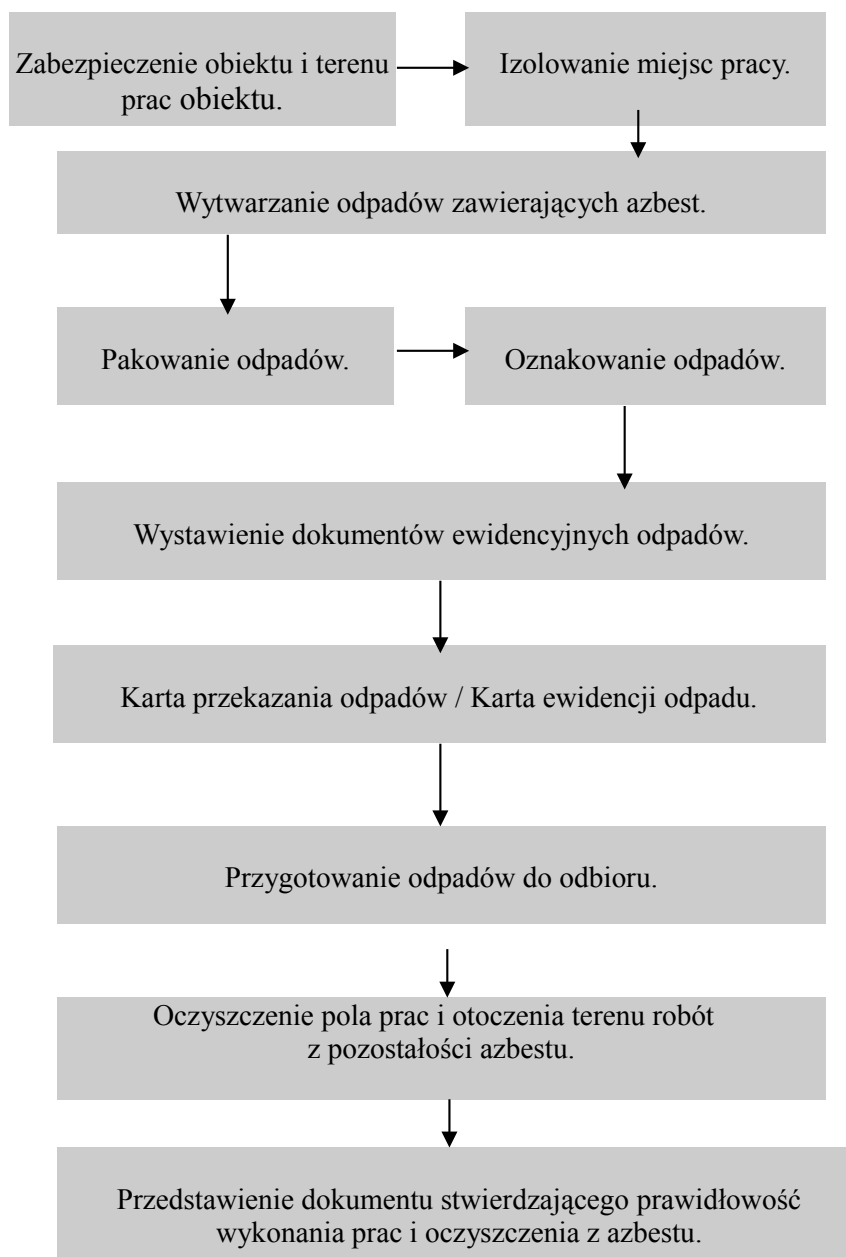 Zabezpieczenie obiektu i terenu
prac obiektu.
Izolowanie miejsc pracy.
Wytwarzanie odpadów zawierających azbest.
Pakowanie odpadów.
Oznakowanie odpadów.
Wystawienie dokumentów ewidencyjnych odpadów.
Karta przekazania odpadów / Karta ewidencji odpadu.
Przygotowanie odpadów do odbioru.
Oczyszczenie pola prac i otoczenia terenu robót
z pozostałości azbestu.
Przedstawienie dokumentu stwierdzającego prawidłowość
wykonania prac i oczyszczenia z azbestu.